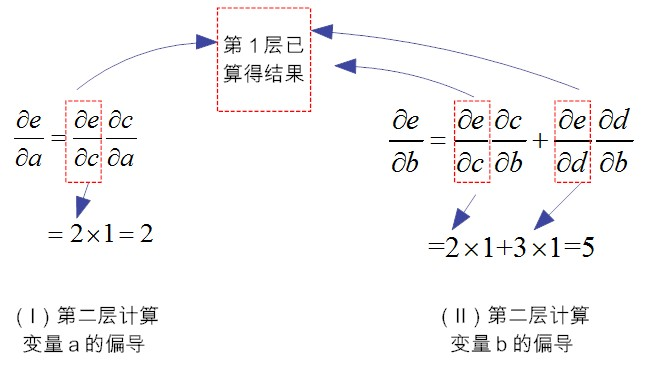 第1层已
算得结果
∂e/∂a = ∂e/∂c ∂c/∂a
= 2×1 = 2
∂e/∂b = ∂e/∂c ∂c/∂b + ∂e/∂d ∂d/∂b
=2×1+3×1=5
(Ⅰ)第二层计算
变量a的偏导
(Ⅱ)第二层计算
变量b的偏导